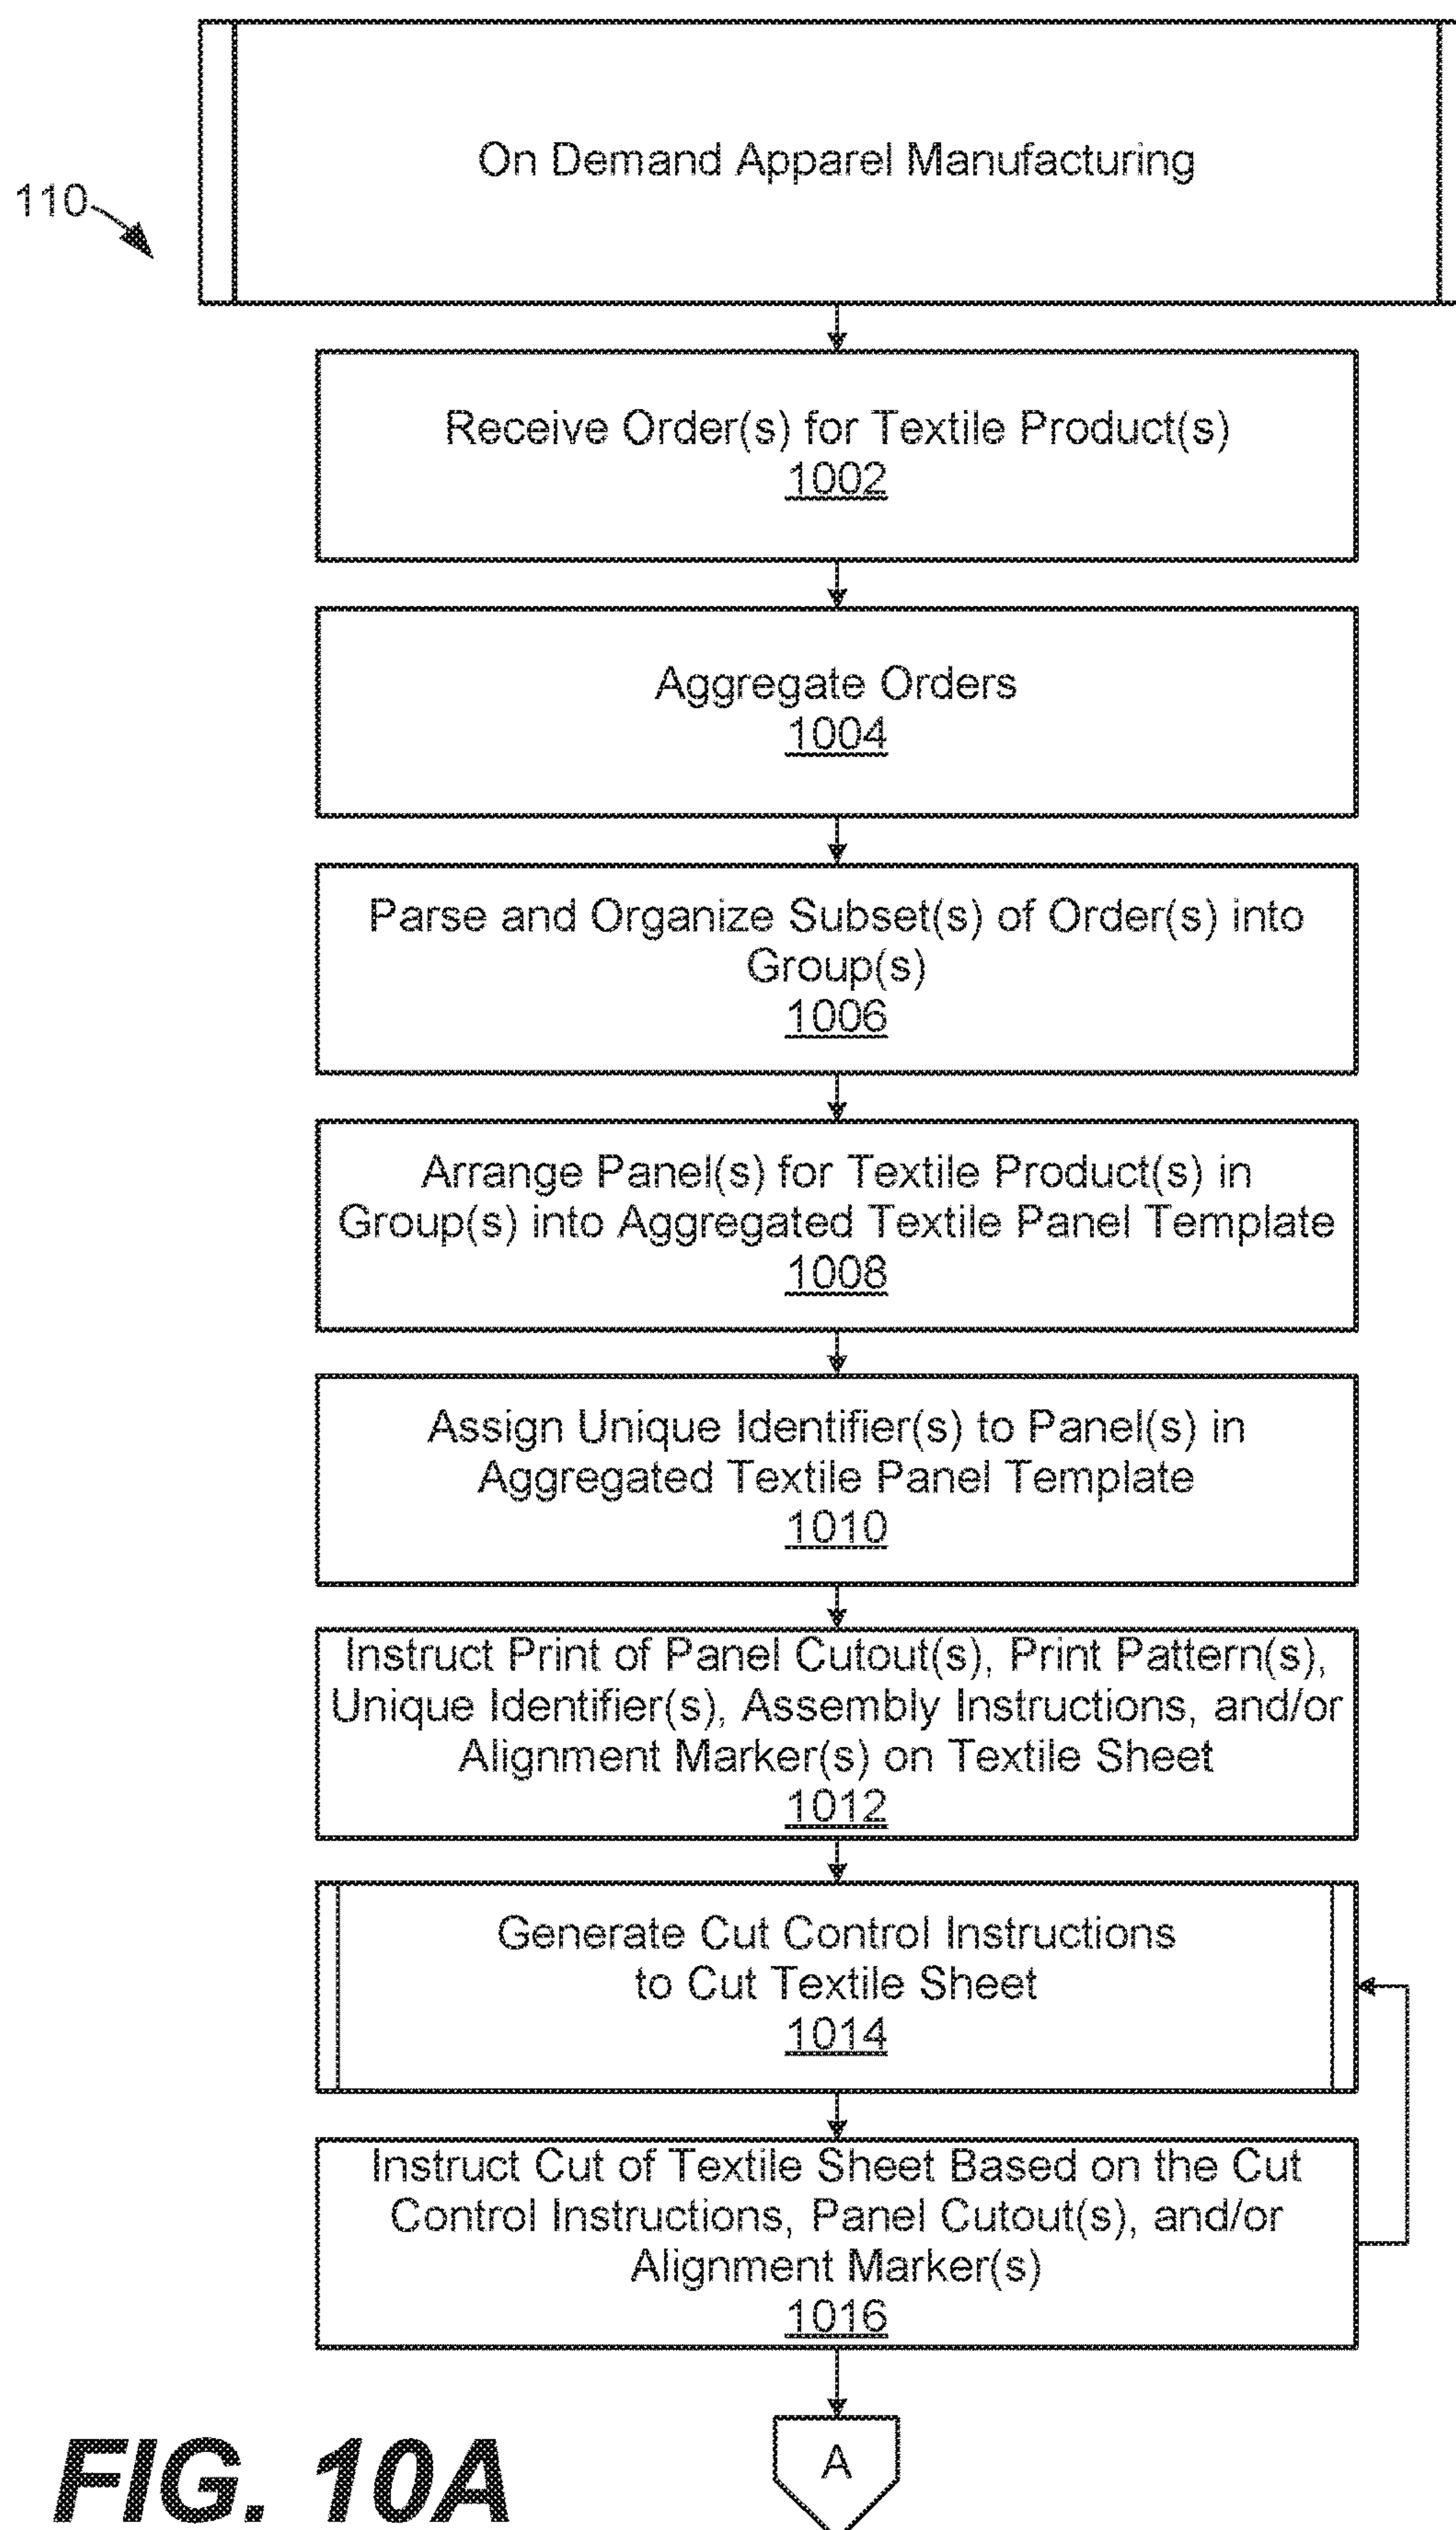 On Demand Apparel Manufacturing
110
Receive Order(s) for Textile Product(s)
1002
Aggregate Orders
1004
Parse and Organize Subset(s) of Order(s) into
Group(s)
1006
Arrange Panel(s) for Textile Product(s) in
Group(s) into Aggregated Textile Panel Template
1008
Assign Unique Identifier(s) to Panel(s) in
Aggregated Textile Panel Template
1010
Instruct Print of Panel Cutout(s), Print Pattern(s),
Unique Identifier(s), Assembly Instructions, and/or
Alignment Marker(s) on Textile Sheet
1012
Generate Cut Control Instructions
to Cut Textile Sheet
1014
Instruct Cut of Textile Sheet Based on the Cut
Control Instructions, Panel Cutout(s), and/or
Alignment Marker(s)
1016
A
FIG. 10A